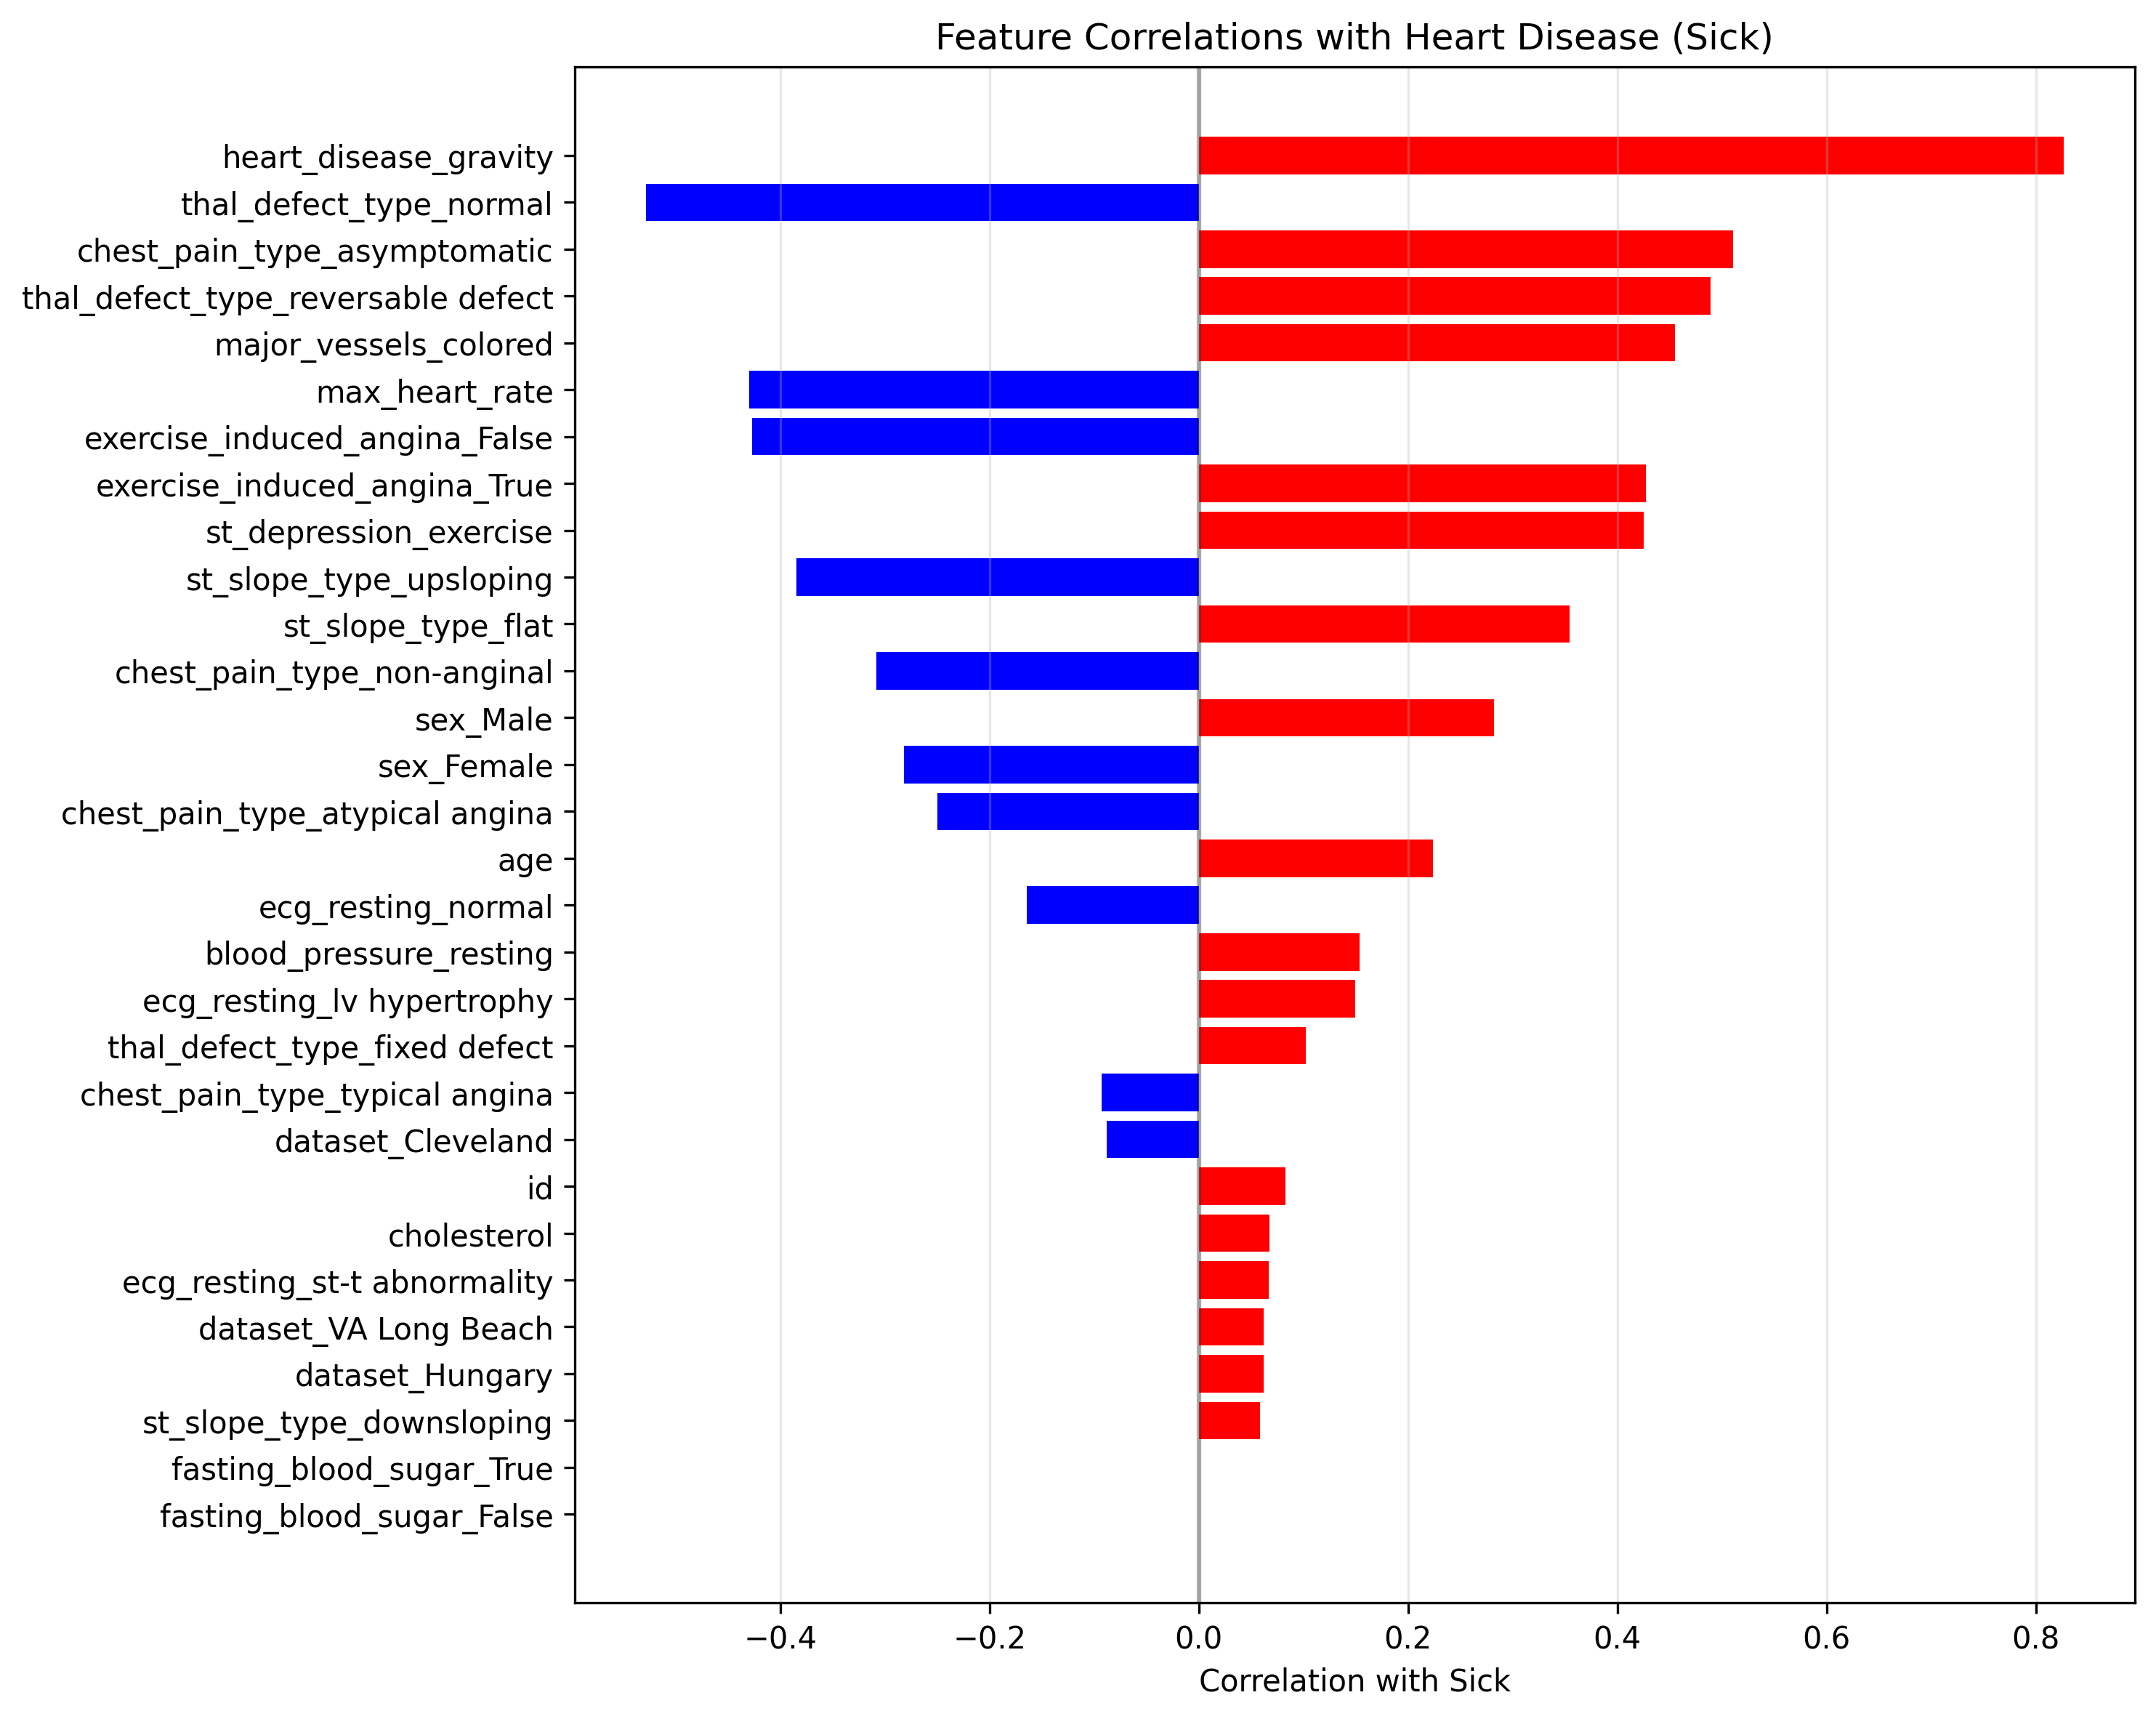 Feature Correlations with Heart Disease (Sick)
heart_disease_gravity
thal_defect_type_normal
chest_pain_type_asymptomatic
thal_defect_type_reversable defect
major_vessels_colored
max_heart_rate
exercise_induced_angina_False
exercise_induced_angina_True
st_depression_exercise
st_slope_type_upsloping
st_slope_type_flat
chest_pain_type_non-anginal
sex_Male
sex_Female
chest_pain_type_atypical angina
age
ecg_resting_normal
blood_pressure_resting
ecg_resting_lv hypertrophy
thal_defect_type_fixed defect
chest_pain_type_typical angina
dataset_Cleveland
id
cholesterol
ecg_resting_st-t abnormality
dataset_VA Long Beach
dataset_Hungary
st_slope_type_downsloping
fasting_blood_sugar_True
fasting_blood_sugar_False
−0.4 −0.2 0.0 0.2 0.4 0.6 0.8
Correlation with Sick